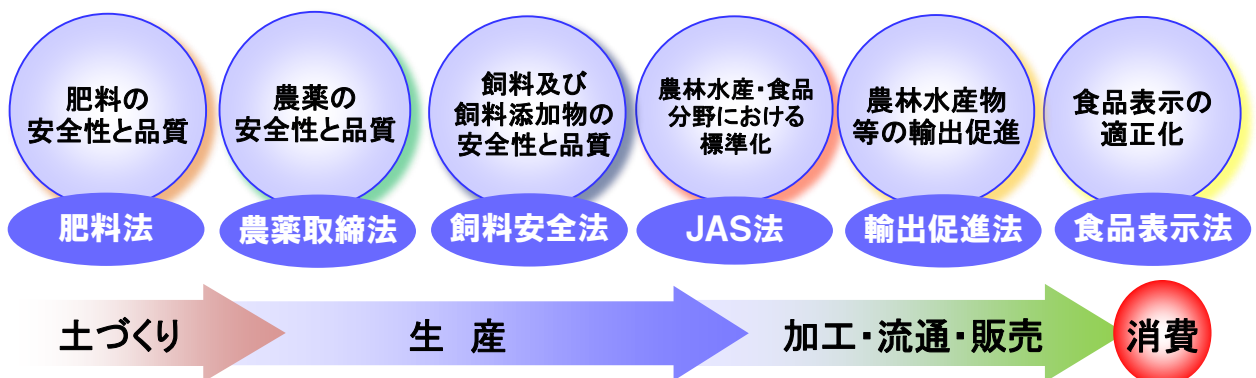 肥料の
安全性と品質
農薬の
安全性と品質
飼料及び
飼料添加物の
安全性と品質
農林水産・食品
分野における
標準化
農林水産物
等の輸出促進
食品表示の
適正化
肥料法
農薬取締法
飼料安全法
JAS法
輸出促進法
食品表示法
土づくり
生 産
加工・流通・販売
消費